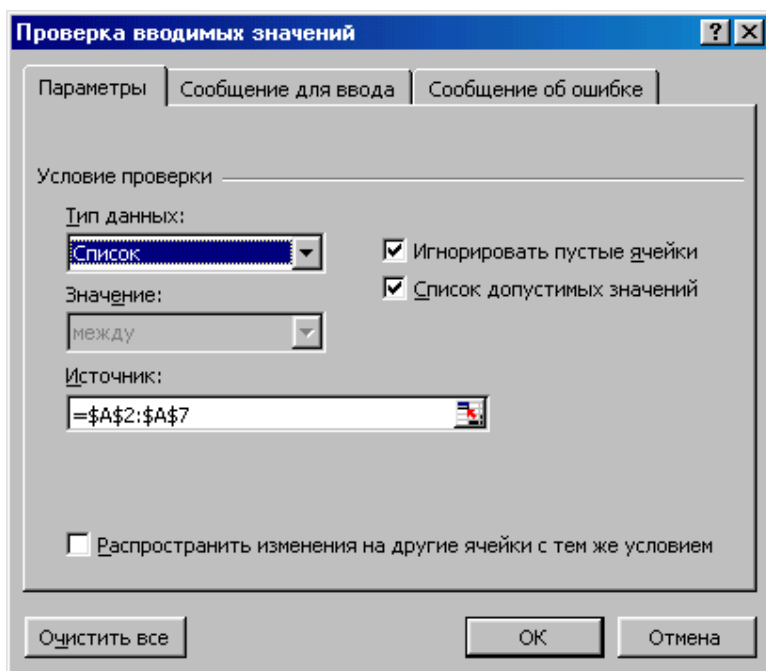 Проверка вводимых значений
Параметры Сообщение для ввода Сообщение об ошибке
Условие проверки
Тип данных:
Список Игнорировать пустые ячейки
Значение: Список допустимых значений
между
Источник:
=$A$2:$A$7
Распространить изменения на другие ячейки с тем же условием
Очистить все ОК Отмена